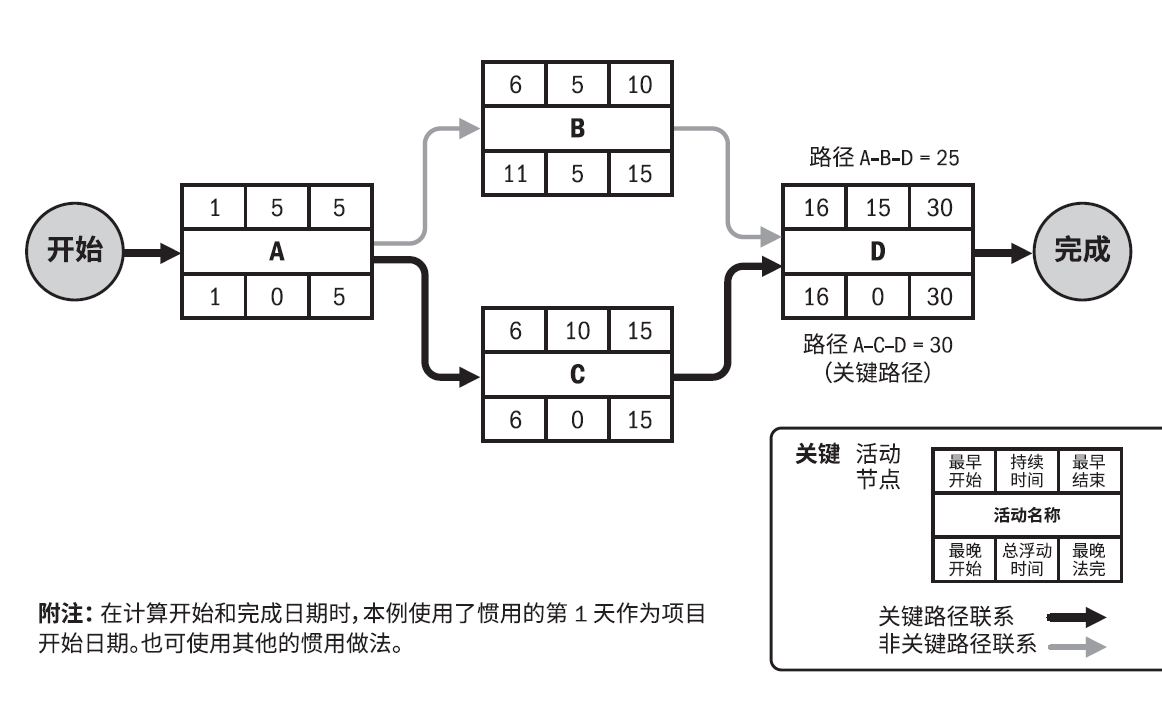 开始
1 5 5
A
1 0 5
6 5 10
B
11 5 15
6 10 15
C
6 0 15
路径 A-B-D = 25
16 15 30
D
16 0 30
路径 A-C-D = 30
（关键路径）
完成
关键 活动
节点
最早 持续 最早
开始 时间 结束
活动名称
最晚 总浮动 最晚
开始 时间 法完
关键路径联系
非关键路径联系
附注：在计算开始和完成日期时，本例使用了惯用的第 1 天作为项目
开始日期。也可使用其他的惯用做法。